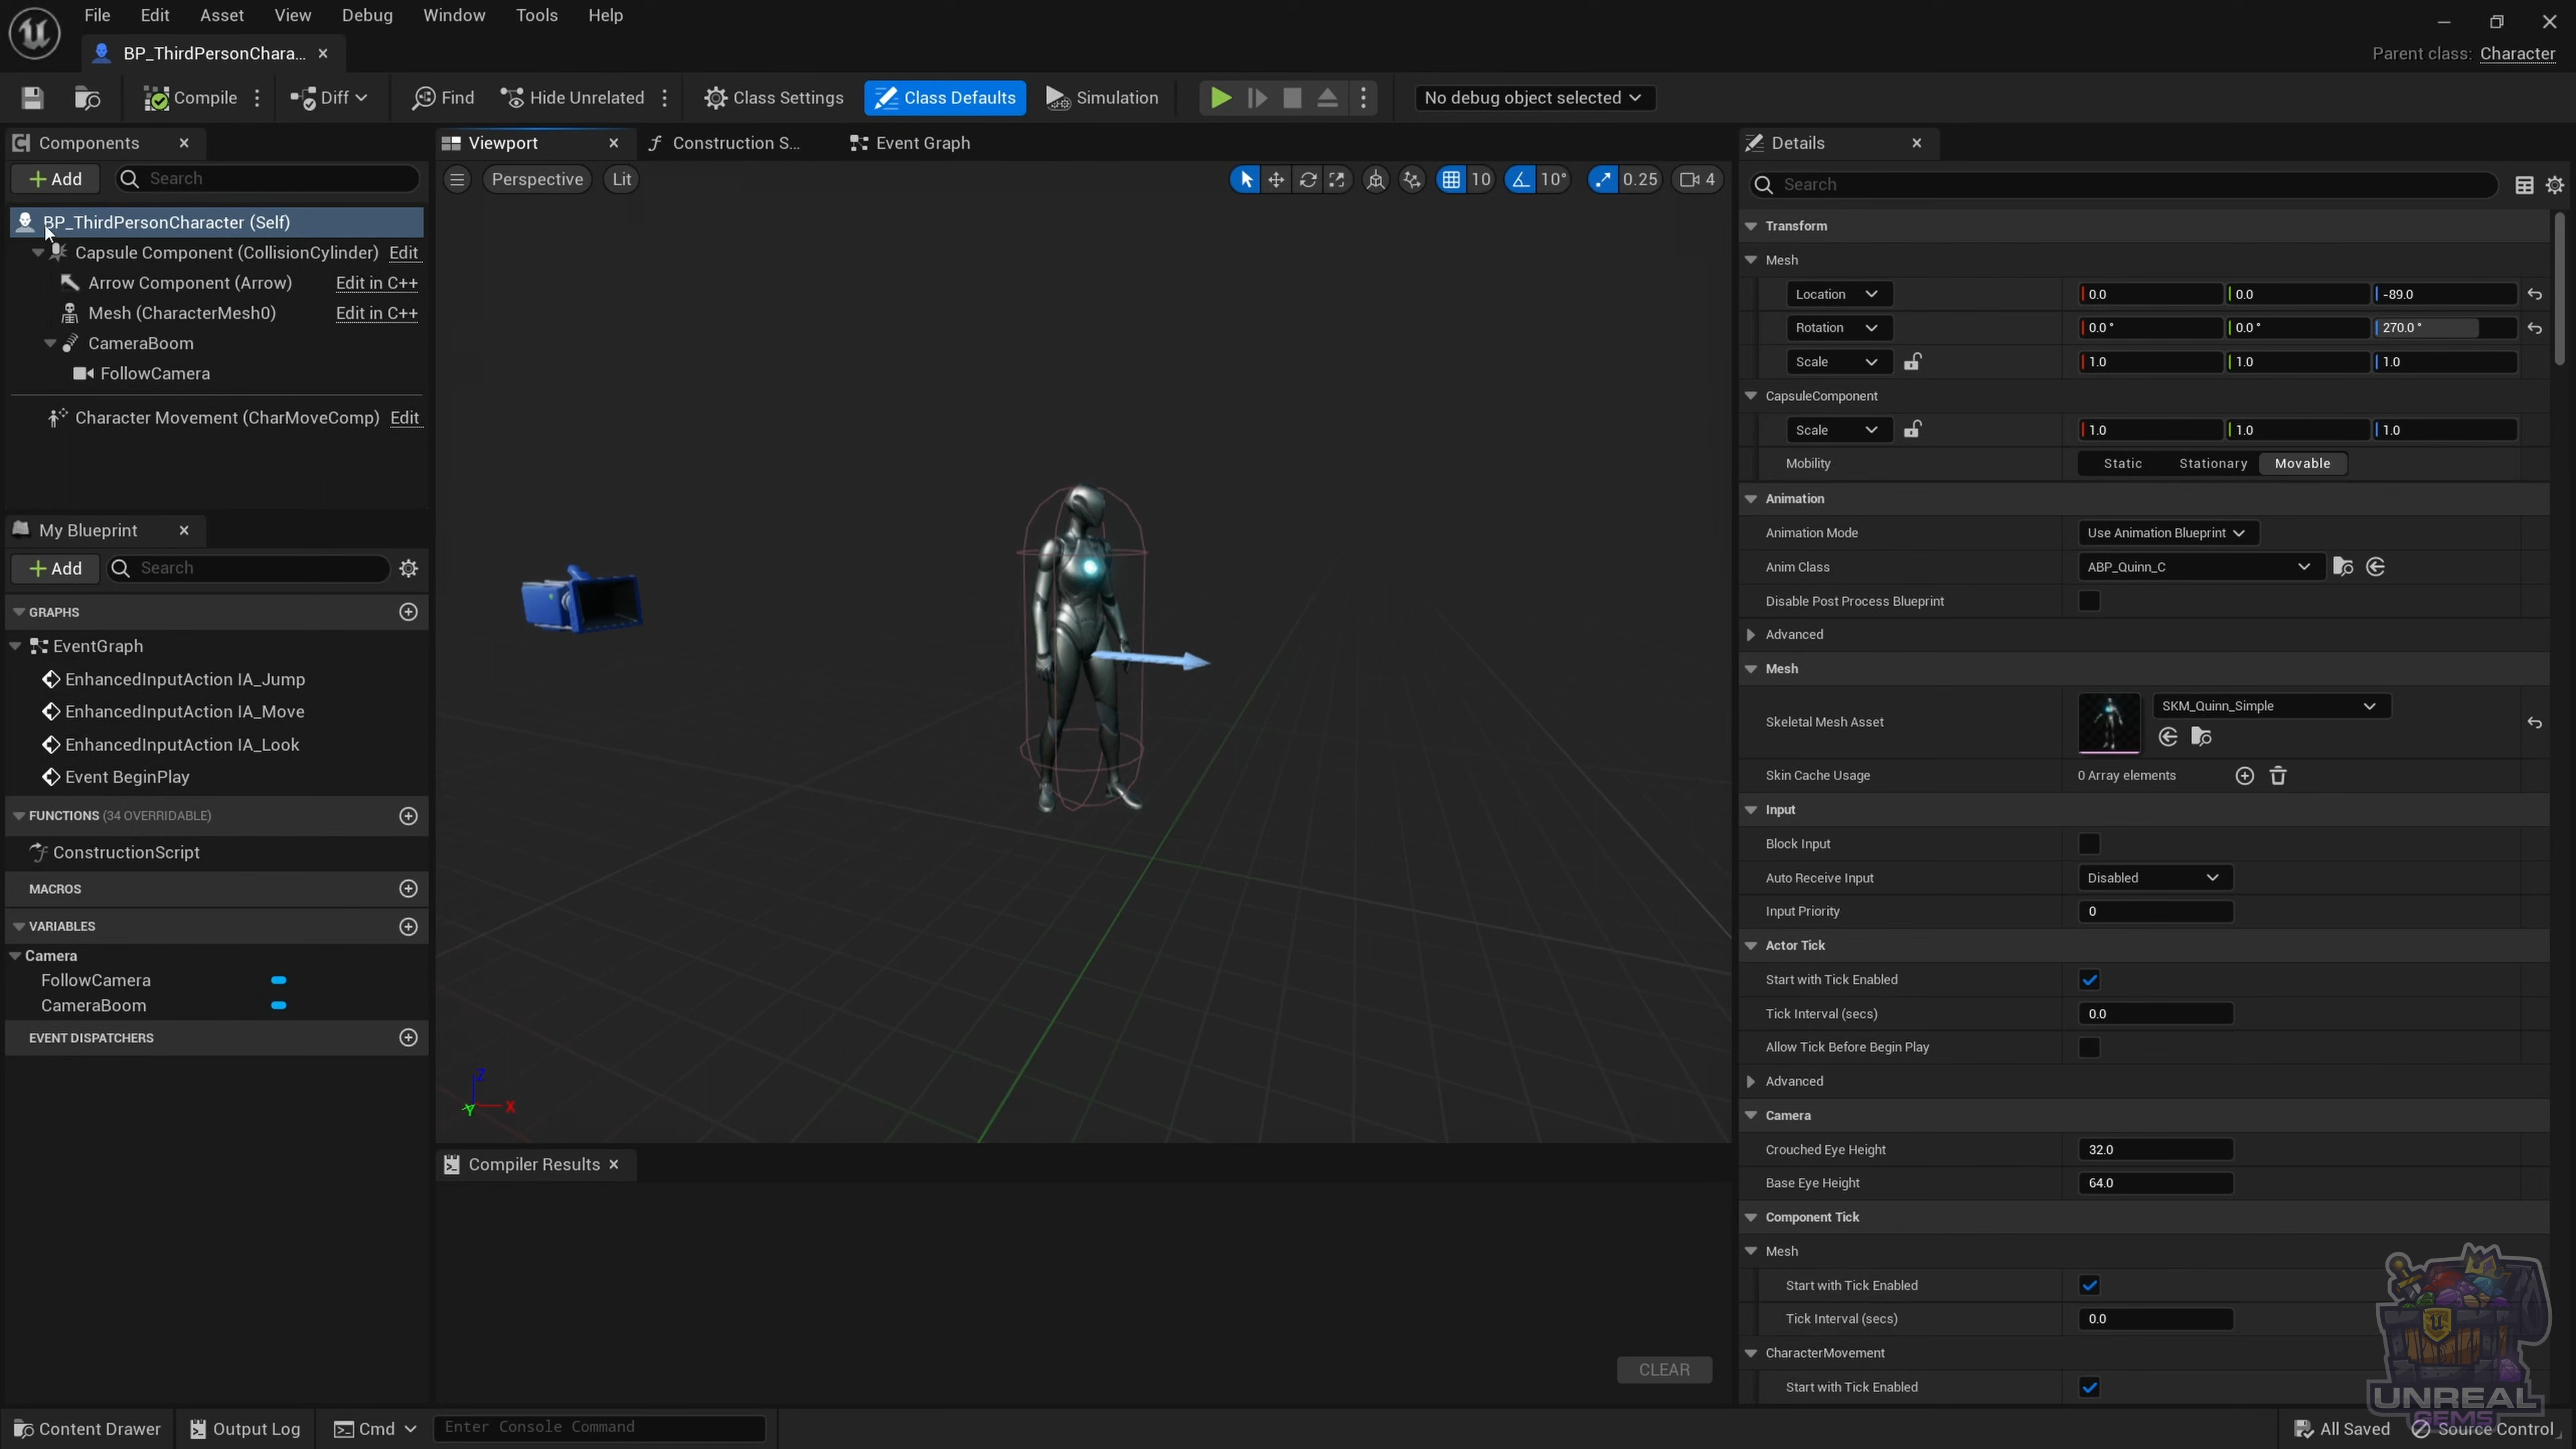 File Edit Asset View Debug Window Tools Help
BP_ThirdPersonChara...
Parent class: Character
Compile Diff Find Hide Unrelated Class Settings Class Defaults Simulation No debug object selected
Components
Add Search
BP_ThirdPersonCharacter (Self)
Capsule Component (CollisionCylinder) Edit
Arrow Component (Arrow) Edit in C++
Mesh (CharacterMesh0) Edit in C++
CameraBoom
FollowCamera
Character Movement (CharMoveComp) Edit
My Blueprint
Add Search
GRAPHS
EventGraph
EnhancedInputAction IA_Jump
EnhancedInputAction IA_Move
EnhancedInputAction IA_Look
Event BeginPlay
FUNCTIONS (34 OVERRIDABLE)
ConstructionScript
MACROS
VARIABLES
Camera
FollowCamera
CameraBoom
EVENT DISPATCHERS
Viewport Construction S... Event Graph
Perspective Lit 10 10° 0.25 4
Z
Y X
Compiler Results
CLEAR
Details
Search
Transform
Mesh
Location 0.0 0.0 -89.0
Rotation 0.0° 0.0° 270.0°
Scale 1.0 1.0 1.0
CapsuleComponent
Scale 1.0 1.0 1.0
Mobility Static Stationary Movable
Animation
Animation Mode Use Animation Blueprint
Anim Class ABP_Quinn_C
Disable Post Process Blueprint
Advanced
Mesh
Skeletal Mesh Asset SKM_Quinn_Simple
Skin Cache Usage 0 Array elements
Input
Block Input
Auto Receive Input Disabled
Input Priority 0
Actor Tick
Start with Tick Enabled
Tick Interval (secs) 0.0
Allow Tick Before Begin Play
Advanced
Camera
Crouched Eye Height 32.0
Base Eye Height 64.0
Component Tick
Mesh
Start with Tick Enabled
Tick Interval (secs) 0.0
CharacterMovement
Start with Tick Enabled
UNREAL
GEMS
Content Drawer Output Log Cmd Enter Console Command All Saved Source Control